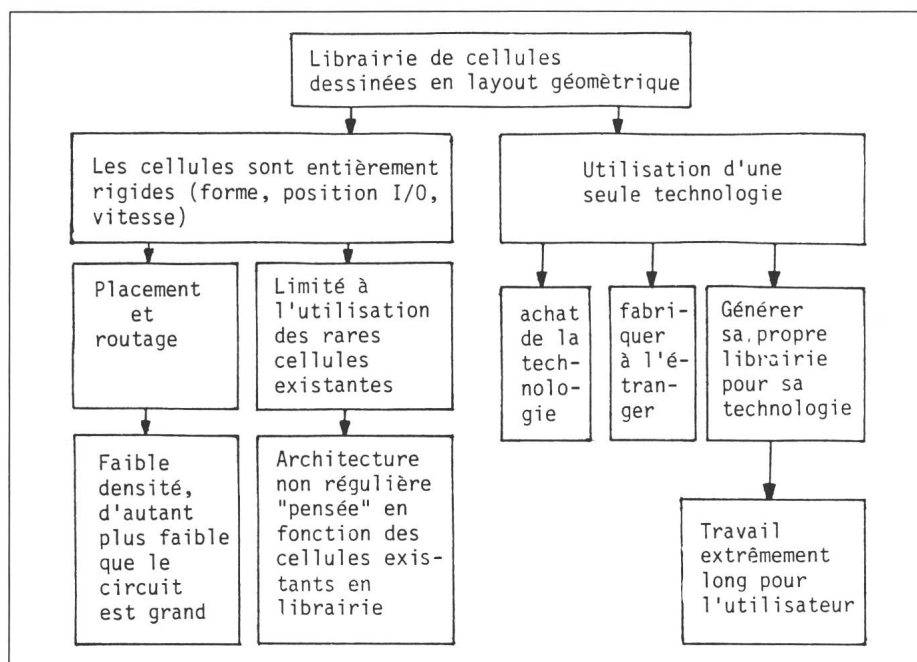 Librairie de cellules
dessinées en layout géomètrique
Les cellules sont entièrement
rigides (forme, position I/O,
vitesse)
Utilisation d'une
seule technologie
Placement
et
routage
Limité à
l'utilisation
des rares
cellules
existantes
achat
de la
tech-
nolo-
gie
fabri-
quer
à l'é-
tran-
ger
Générer
sa propre
librairie
pour sa
technologie
Faible
densité,
d'autant
plus faible
que le
circuit
est grand
Architecture
non régulière
"pensée" en
fonction des
cellules exis-
tants en
librairie
Travail
extrêmement
long pour
l'utilisateur